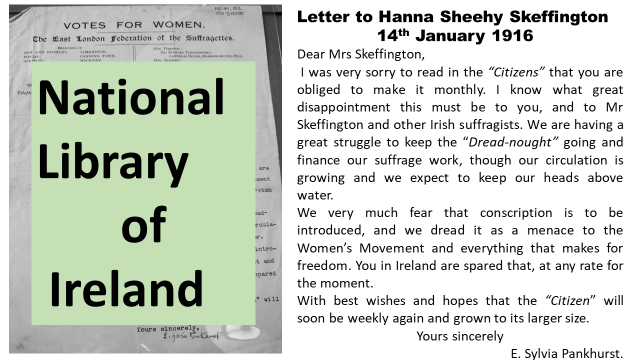 VOTES FOR WOMEN.
The East London Federation of the Suffragettes.
National
Library
of
Ireland
Yours sincerely,
Letter to Hanna Sheehy Skeffington
14th January 1916
Dear Mrs Skeffington,
I was very sorry to read in the “Citizens” that you are
obliged to make it monthly. I know what great
disappointment this must be to you, and to Mr
Skeffington and other Irish suffragists. We are having a
great struggle to keep the “Dread-nought” going and
finance our suffrage work, though our circulation is
growing and we expect to keep our heads above
water.
We very much fear that conscription is to be
introduced, and we dread it as a menace to the
Women’s Movement and everything that makes for
freedom. You in Ireland are spared that, at any rate for
the moment.
With best wishes and hopes that the “Citizen” will
soon be weekly again and grown to its larger size.
Yours sincerely
E. Sylvia Pankhurst.